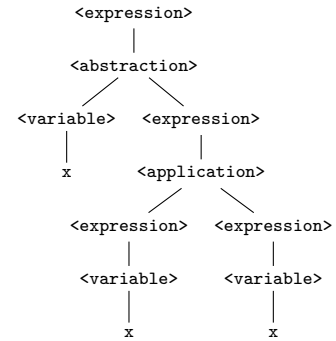 <expression>
<abstraction>
<variable> <expression>
x <application>
<expression> <expression>
<variable> <variable>
x x